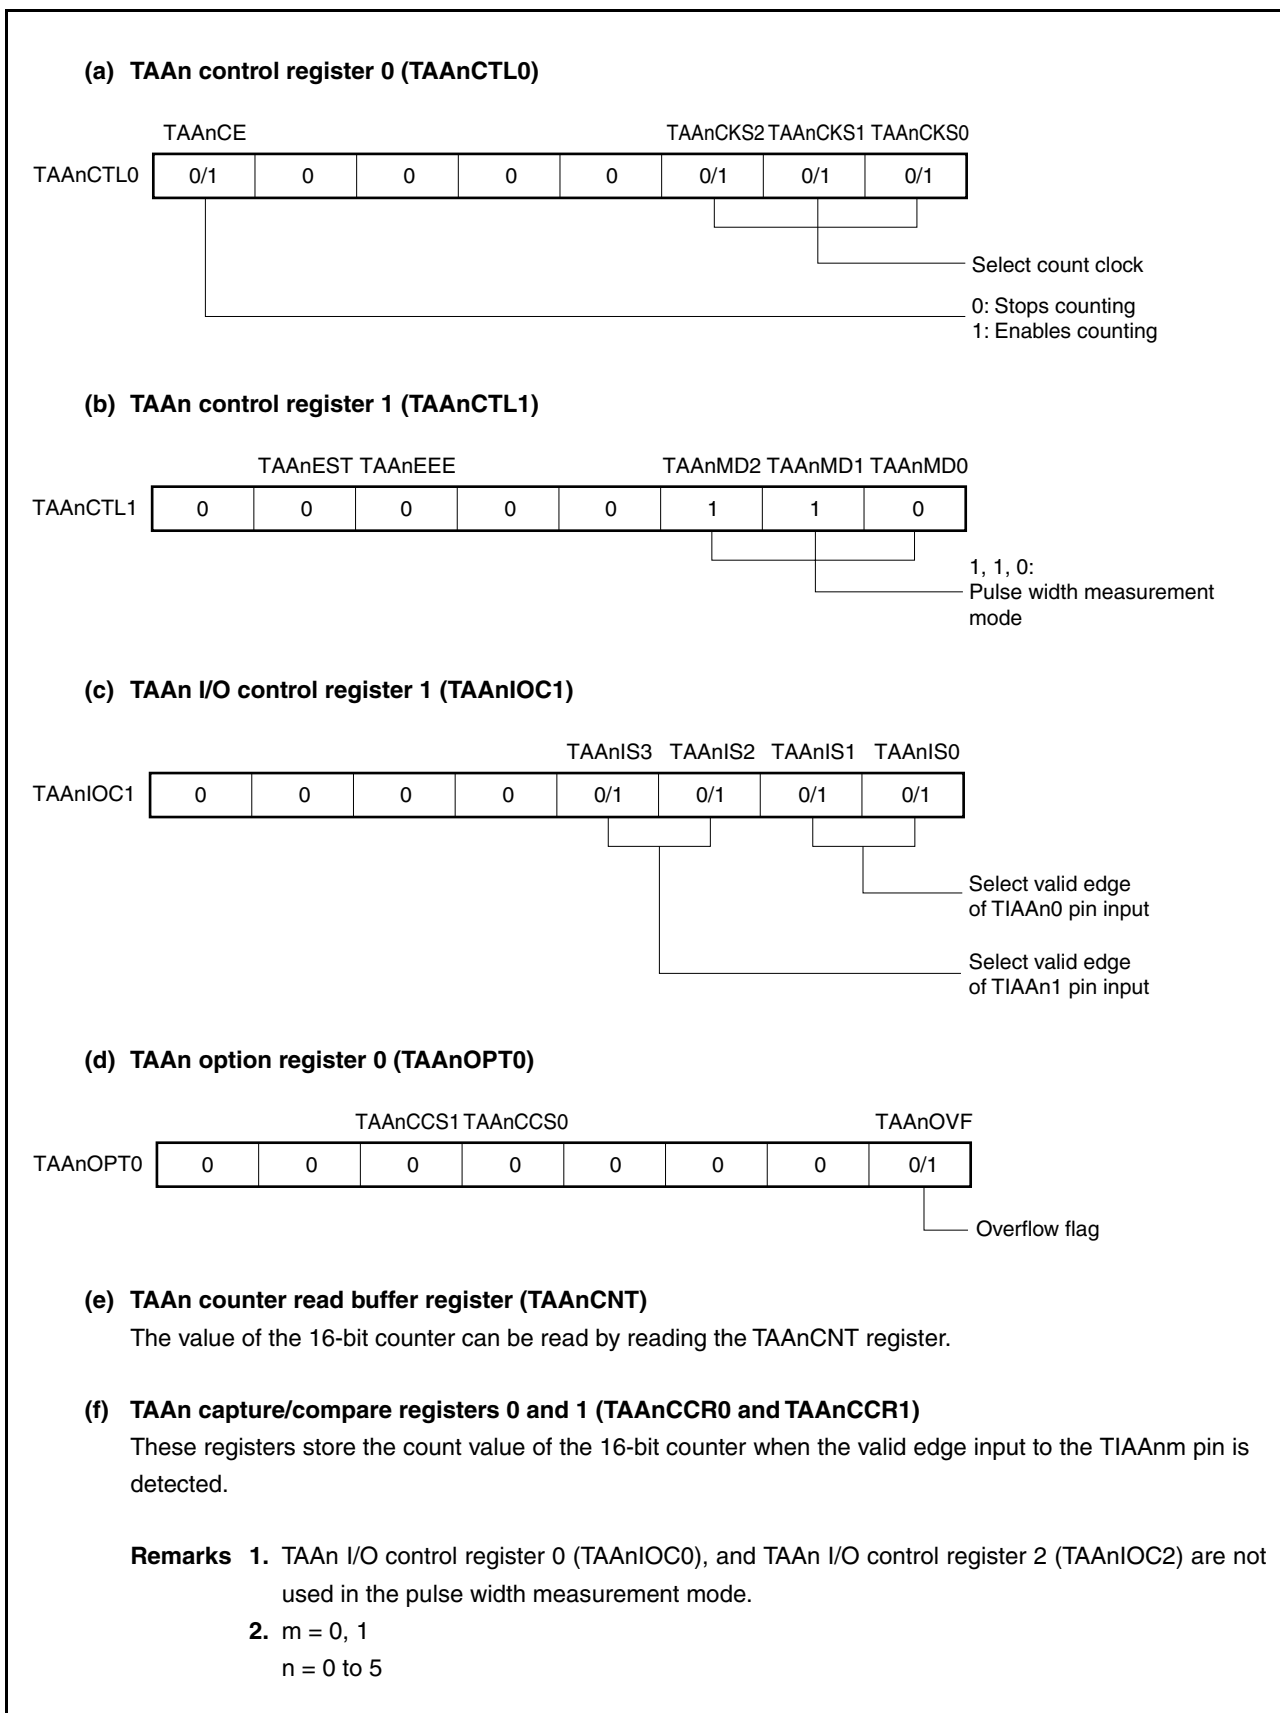 (a) TAAn control register 0 (TAAnCTL0)
TAAnCE TAAnCKS2 TAAnCKS1 TAAnCKS0
TAAnCTL0 0/1 0 0 0 0 0/1 0/1 0/1
Select count clock
0: Stops counting
1: Enables counting
(b) TAAn control register 1 (TAAnCTL1)
TAAnEST TAAnEEE TAAnMD2 TAAnMD1 TAAnMD0
TAAnCTL1 0 0 0 0 0 1 1 0
1, 1, 0:
Pulse width measurement
mode
(c) TAAn I/O control register 1 (TAAnIOC1)
TAAnIS3 TAAnIS2 TAAnIS1 TAAnIS0
TAAnIOC1 0 0 0 0 0/1 0/1 0/1 0/1
Select valid edge
of TIAAn0 pin input
Select valid edge
of TIAAn1 pin input
(d) TAAn option register 0 (TAAnOPT0)
TAAnCCS1 TAAnCCS0 TAAnOVF
TAAnOPT0 0 0 0 0 0 0 0 0/1
Overflow flag
(e) TAAn counter read buffer register (TAAnCNT)
The value of the 16-bit counter can be read by reading the TAAnCNT register.
(f) TAAn capture/compare registers 0 and 1 (TAAnCCR0 and TAAnCCR1)
These registers store the count value of the 16-bit counter when the valid edge input to the TIAAnm pin is
detected.
Remarks 1. TAAn I/O control register 0 (TAAnIOC0), and TAAn I/O control register 2 (TAAnIOC2) are not
used in the pulse width measurement mode.
2. m = 0, 1
n = 0 to 5